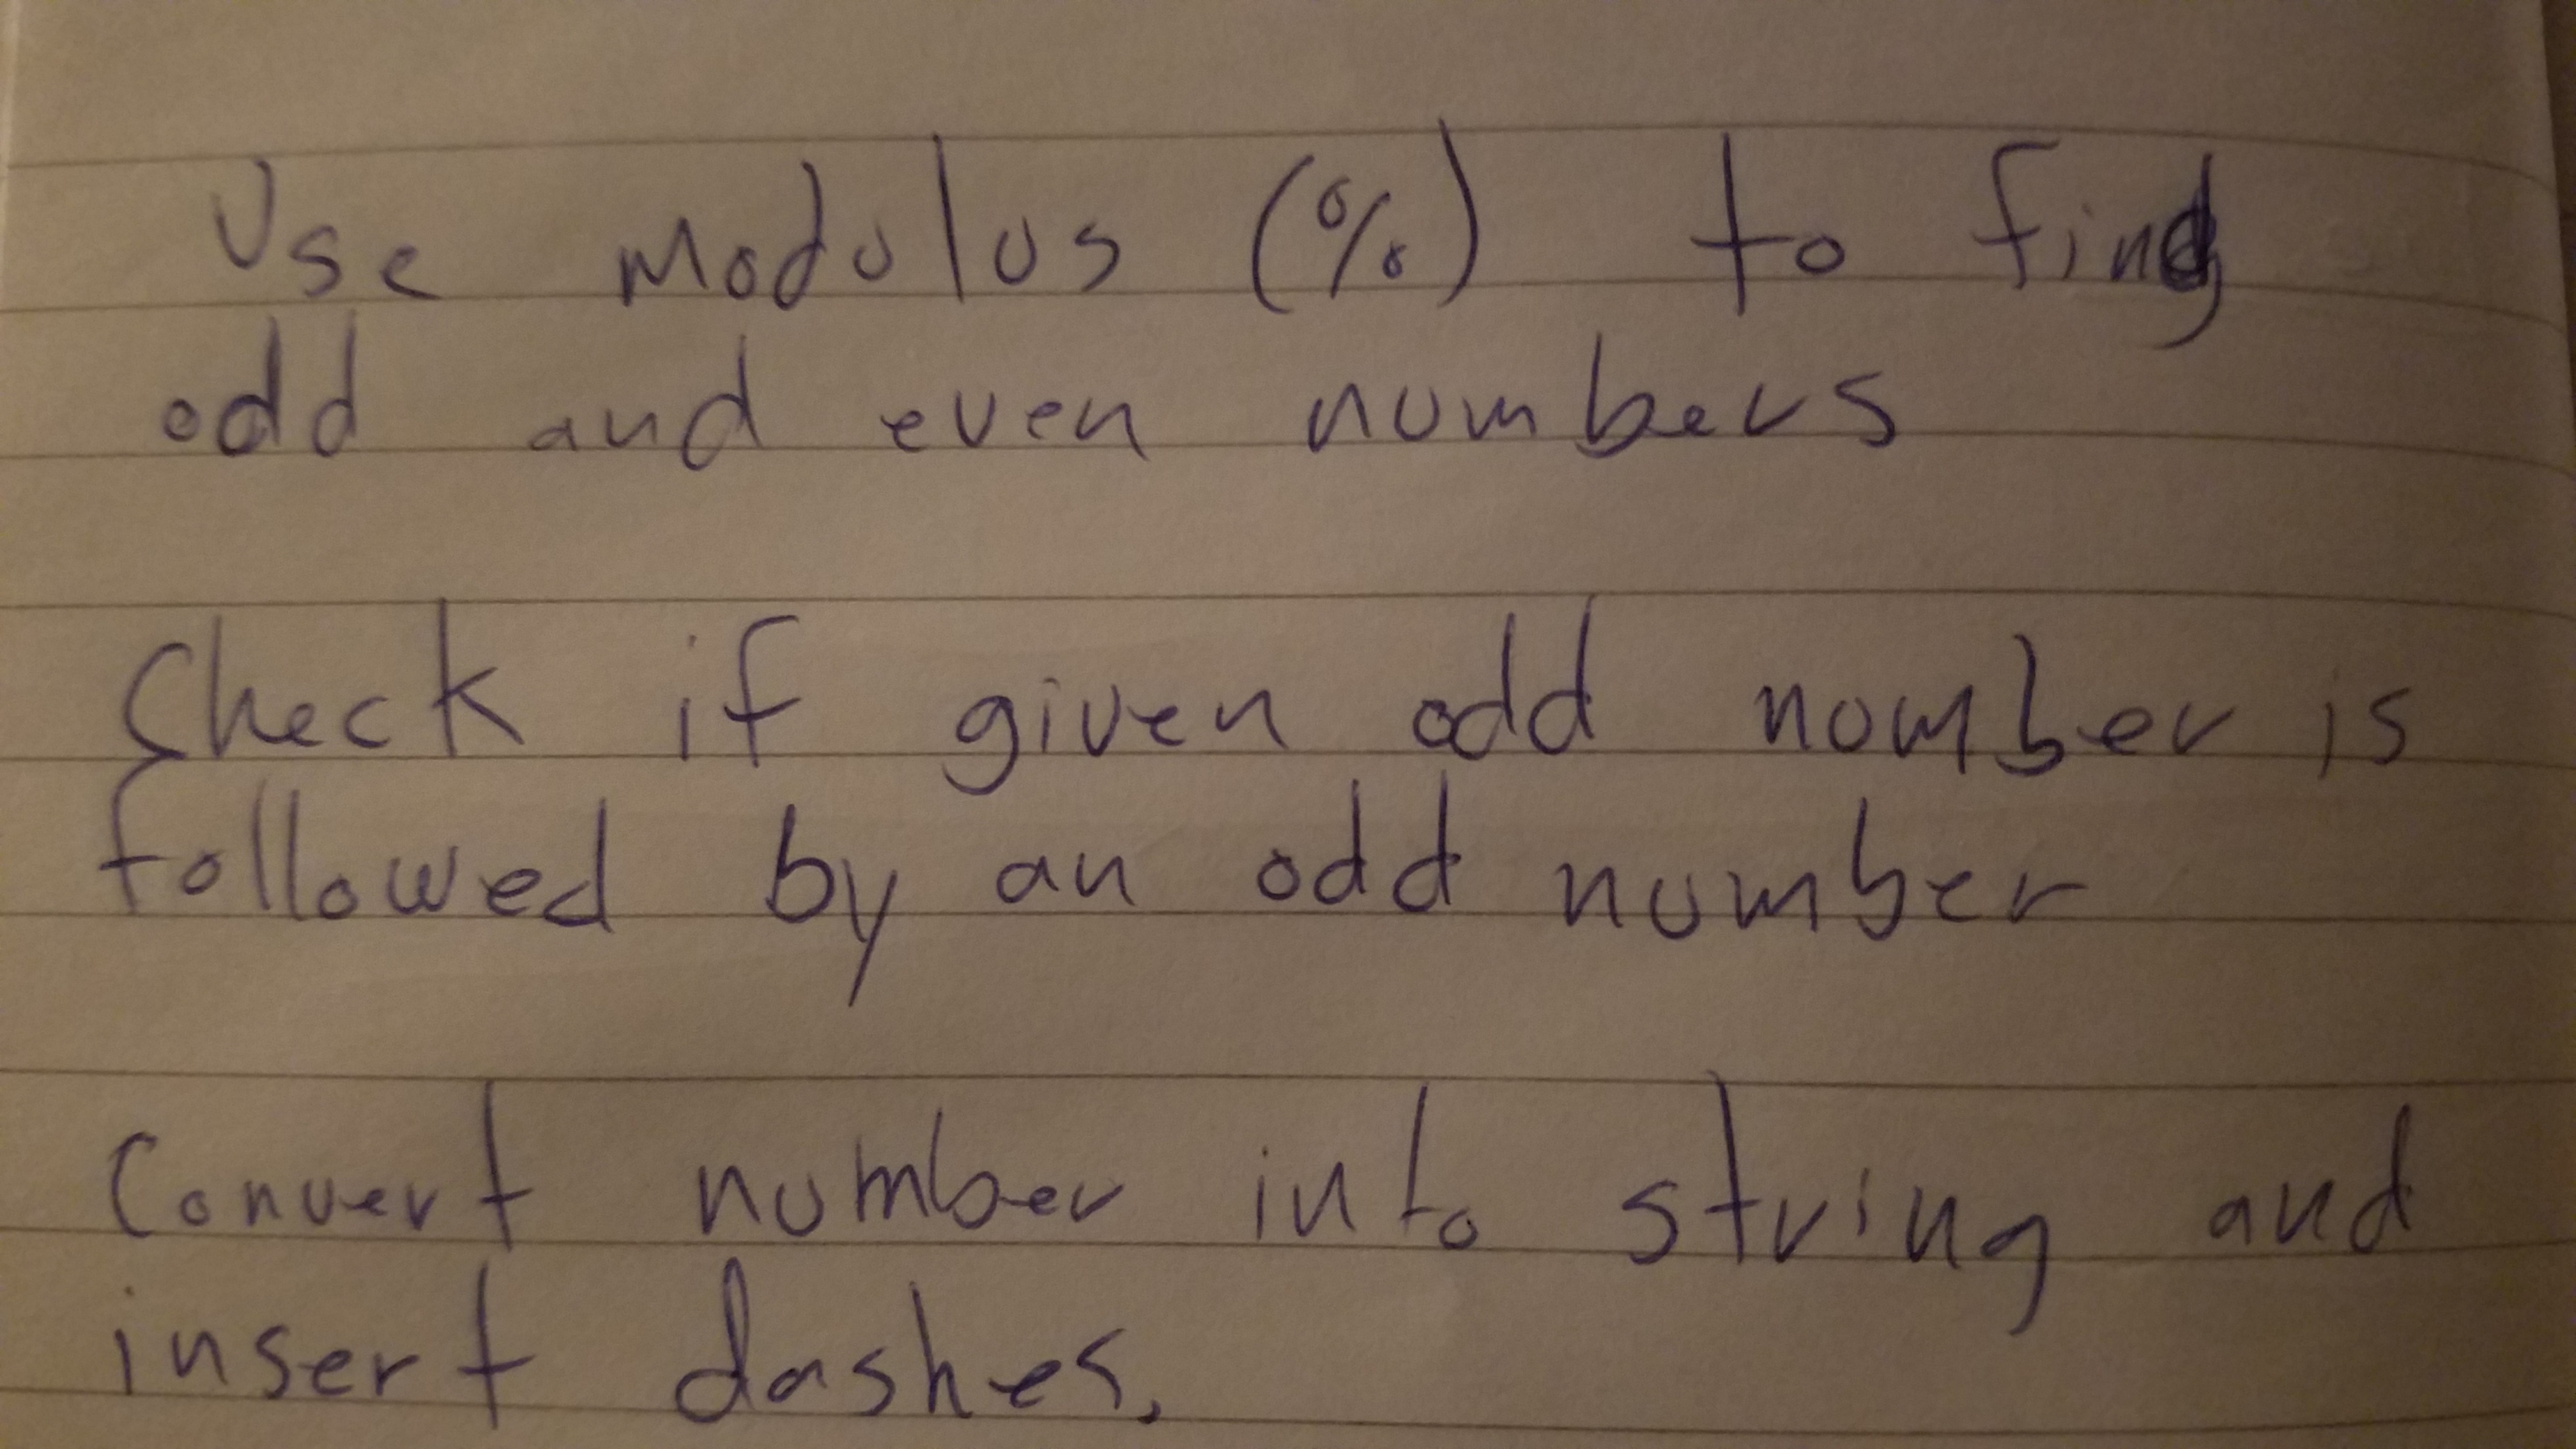 Use modulus (%) to find
odd and even numbers
Check if given odd number is
followed by an odd number
Convert number into string and
insert dashes.